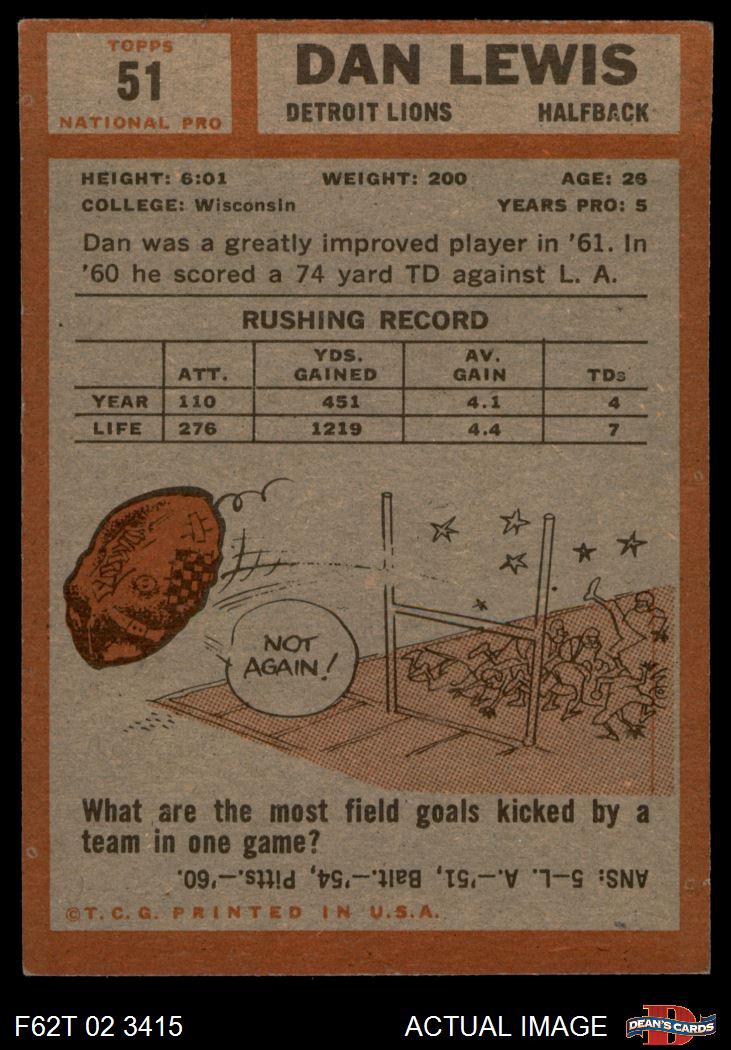 TOPPS
51
NATIONAL PRO
DAN LEWIS
DETROIT LIONS HALFBACK
HEIGHT: 6:01 WEIGHT: 200 AGE: 26
COLLEGE: Wisconsin YEARS PRO: 5
Dan was a greatly improved player in '61. In
'60 he scored a 74 yard TD against L. A.
RUSHING RECORD
ATT. YDS. GAINED AV. GAIN TDs
YEAR 110 451 4.1 4
LIFE 276 1219 4.4 7
NOT
AGAIN!
What are the most field goals kicked by a
team in one game?
ANS: 5—L. A—'51, Balt.—'54, Pitts.—'60.
©T.C.G. PRINTED IN U.S.A.
F62T 02 3415 ACTUAL IMAGE
D
DEAN'S CARDS